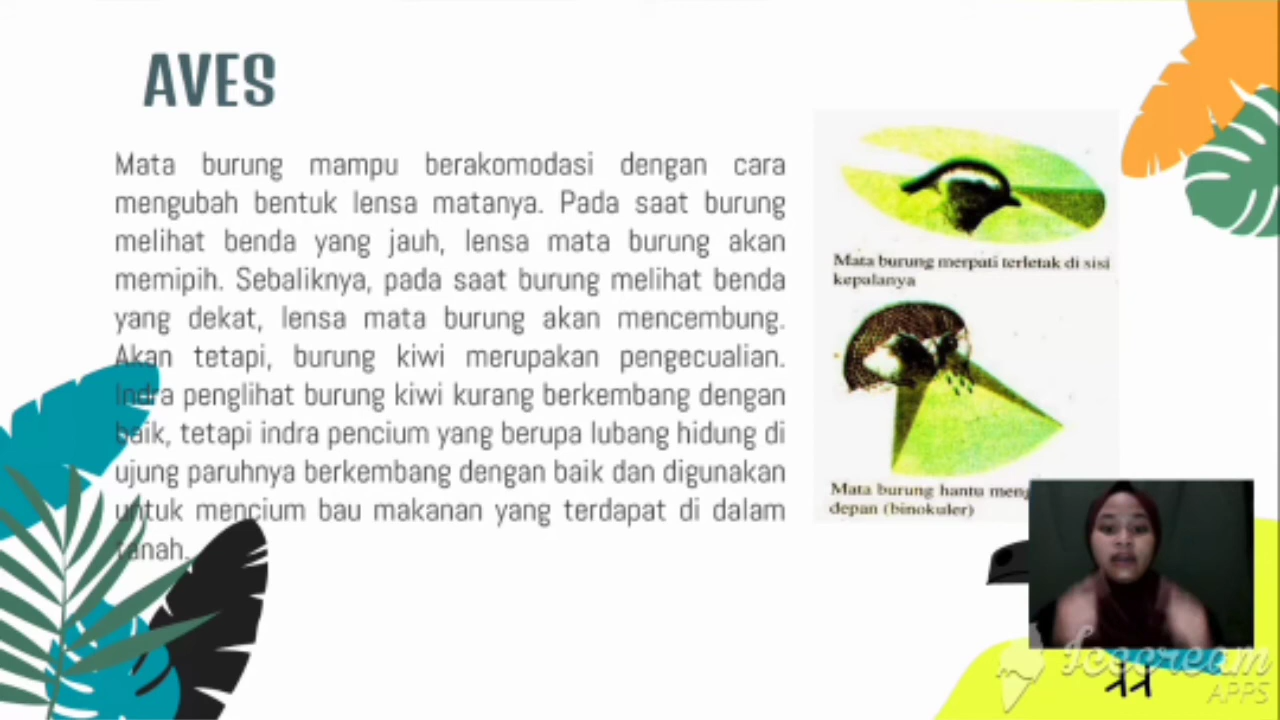 AVES
Mata burung mampu berakomodasi dengan cara
mengubah bentuk lensa matanya. Pada saat burung
melihat benda yang jauh, lensa mata burung akan
memipih. Sebaliknya, pada saat burung melihat benda
yang dekat, lensa mata burung akan mencembung.
Akan tetapi, burung kiwi merupakan pengecualian.
Indra penglihat burung kiwi kurang berkembang dengan
baik, tetapi indra pencium yang berupa lubang hidung di
ujung paruhnya berkembang dengan baik dan digunakan
untuk mencium bau makanan yang terdapat di dalam
tanah.
Mata burung merpati terletak di sisi
kepalanya
Mata burung hantu
depan (binokuler)
Icecream
APPS